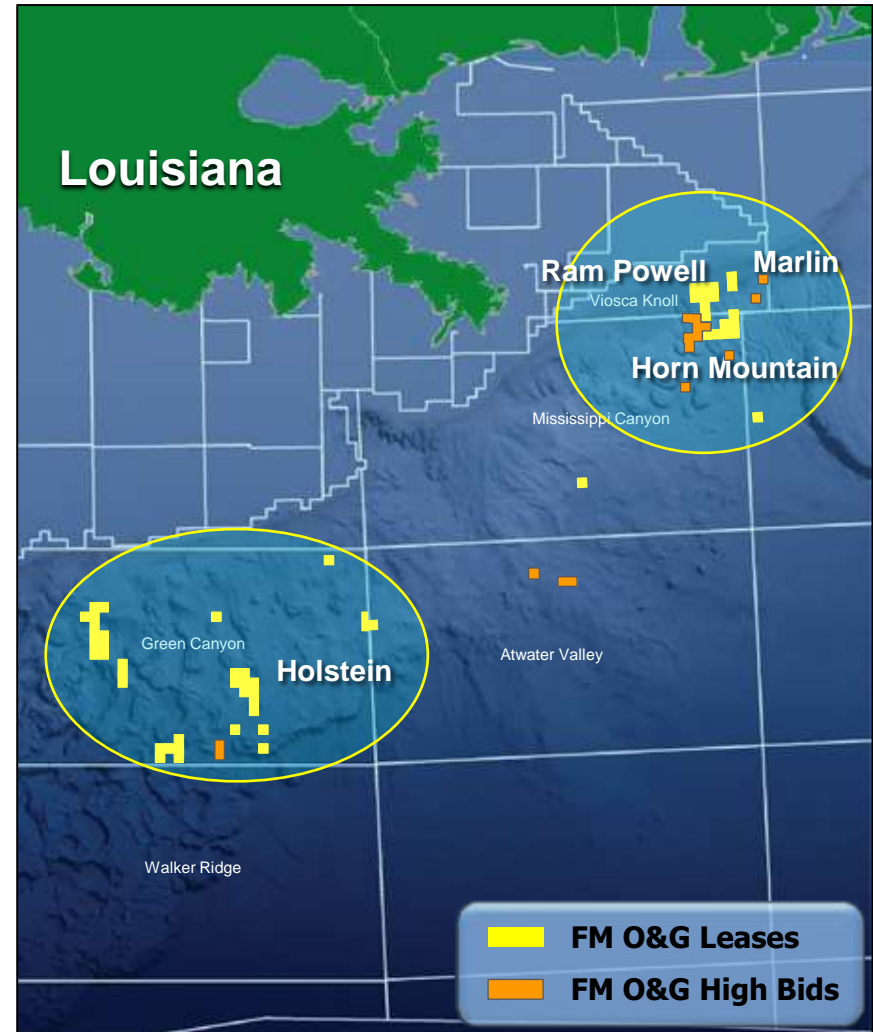 Louisiana
Marlin
Ram Powell
Viosca Knoll
Horn Mountain
Mississippi Canyon
Green Canyon
Atwater Valley
Holstein
Walker Ridge
FM O&G Leases
FM O&G High Bids